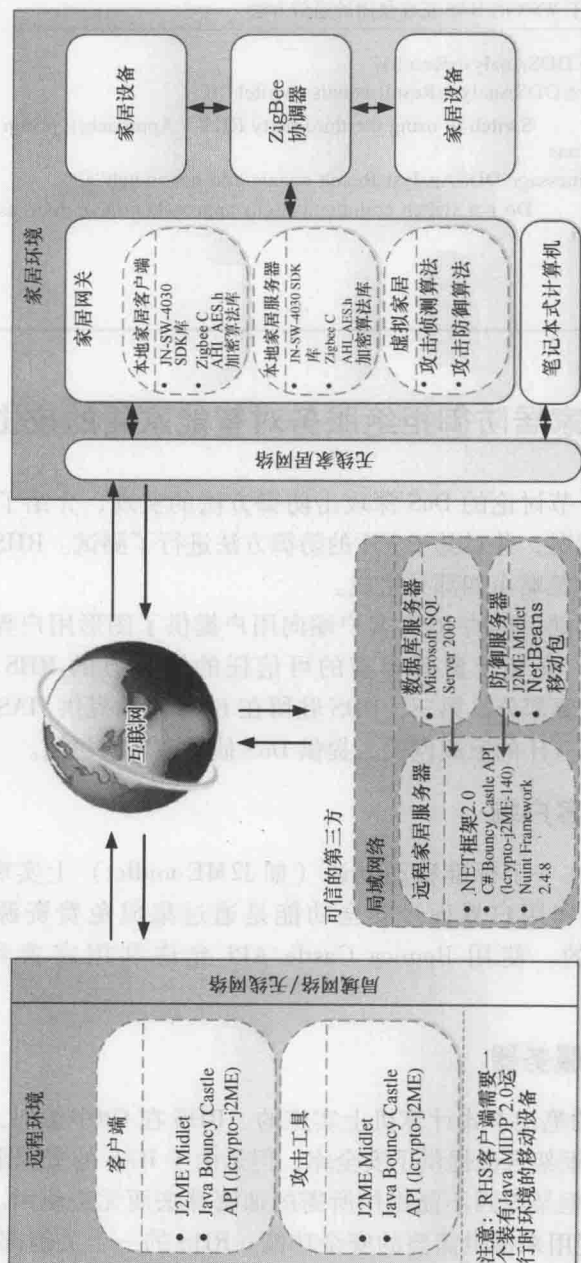 远程环境
客户端
• J2ME Midlet
• Java Bouncy Castle
API (lcrypto-j2ME)
攻击工具
• J2ME Midlet
• Java Bouncy Castle
API (lcrypto-j2ME)
注意：RHS客户端需要一
个装有Java MIDP 2.0运
行时环境的移动设备
局域网络/无线网络
互联网
可信的第三方
局域网络
远程家居服务器
.NET框架2.0
• C# Bouncy Castle API
(lcrypto-j2ME-140)
• Nuint Framework
2.4.8
数据库服务器
• Microsoft SQL
Server 2005
防御服务器
• J2ME Midlet
• NetBeans
移动包
家居环境
无线家居网络
家居网关
本地家居客户端
• JN-SW-4030
SDK库
• Zigbee C
AHI_AES.h
加密算法库
本地家居服务器
• JN-SW-4030 SDK
库
• Zigbee C
AHI_AES.h
加密算法库
虚拟家居
• 攻击侦测算法
• 攻击防御算法
笔记本式计算机
家居设备
ZigBee
协调器
家居设备